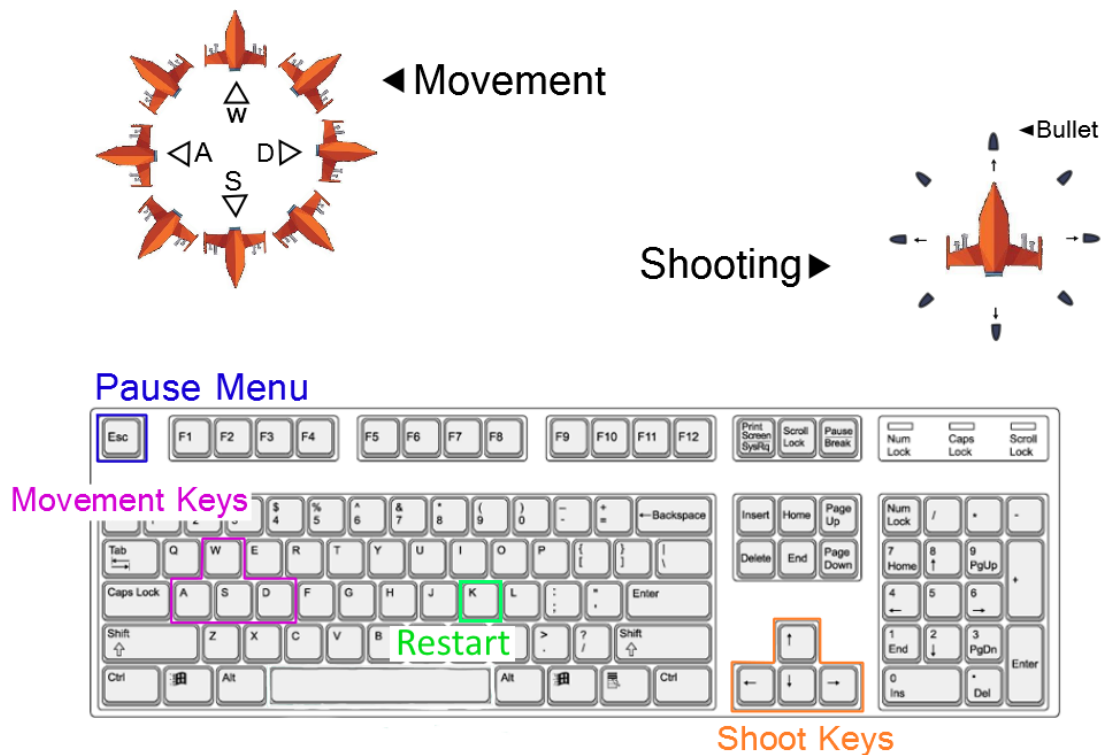 ◄Movement
W
A
D
S
◄Bullet
Shooting►
Pause Menu
Esc F1 F2 F3 F4 F5 F6 F7 F8 F9 F10 F11 F12 Print Screen SysRq Scroll Lock Pause Break Num Lock Caps Lock Scroll Lock
Movement Keys
$ 4 % 5 ^ 6 & 7 * 8 ( 9 ) 0 – - + = ←Backspace Insert Home Page Up Num Lock / * -
Tab Q W E R T Y U I O P { [ } ] | \ Delete End Page Down 7 Home 8 ↑ 9 PgUp +
Caps Lock A S D F G H J K L : ; " ' Enter 4 ← 5 6 →
Shift Z X C V B > . ? / Shift ↑ 1 End 2 ↓ 3 PgDn Enter
Restart
Ctrl Alt Alt Ctrl ← ↓ → 0 Ins • Del
Shoot Keys